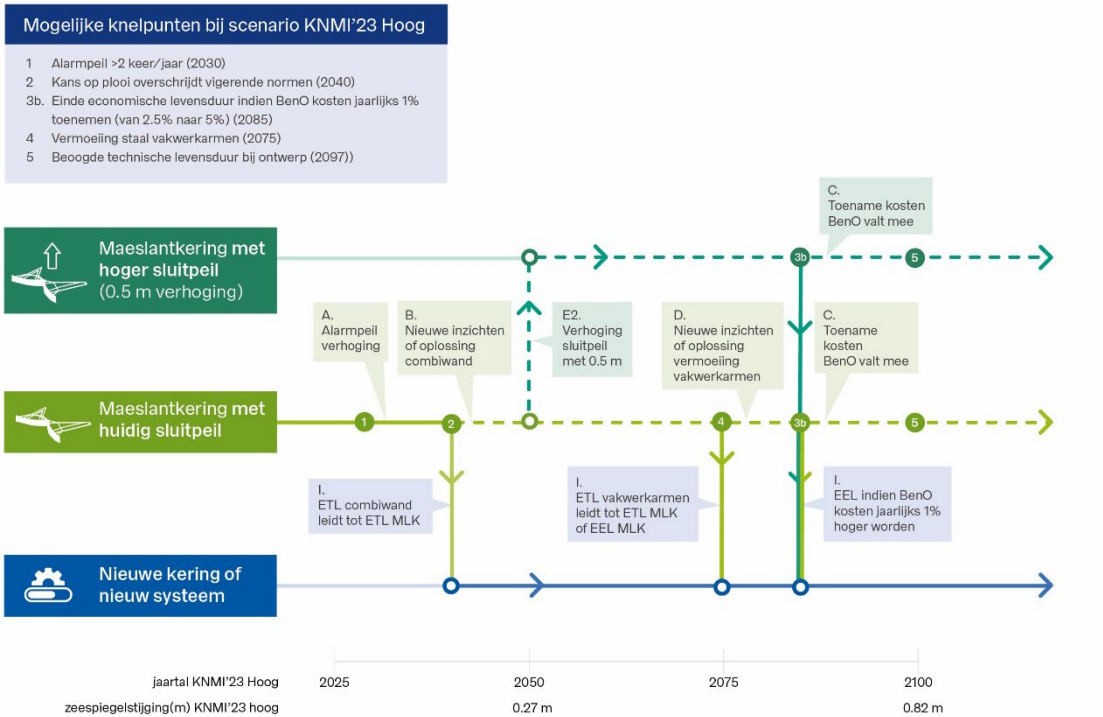 Mogelijke knelpunten bij scenario KNMI'23 Hoog
1 Alarmpeil >2 keer/jaar (2030)
2 Kans op plooi overschrijdt vigerende normen (2040)
3b. Einde economische levensduur indien BenO kosten jaarlijks 1%
toenemen (van 2.5% naar 5%) (2085)
4 Vermoeiing staal vakwerkarmen (2075)
5 Beoogde technische levensduur bij ontwerp (2097))
C.
Toename kosten
BenO valt mee
Maeslantkering met
hoger sluitpeil
(0.5 m verhoging)
3b
5
A.
Alarmpeil
verhoging
B.
Nieuwe inzichten
of oplossing
combiwand
E2.
Verhoging
sluitpeil
met 0.5 m
D.
Nieuwe inzichten
of oplossing
vermoeiing
vakwerkarmen
C.
Toename
kosten
BenO valt mee
Maeslantkering met
huidig sluitpeil
1
2
4
3b
5
I.
ETL combiwand
leidt tot ETL MLK
I.
ETL vakwerkarmen
leidt tot ETL MLK
of EEL MLK
I.
EEL indien BenO
kosten jaarlijks 1%
hoger worden
Nieuwe kering of
nieuw systeem
jaartal KNMI'23 Hoog 2025 2050 2075 2100
zeespiegelstijging(m) KNMI'23 hoog 0.27 m 0.82 m